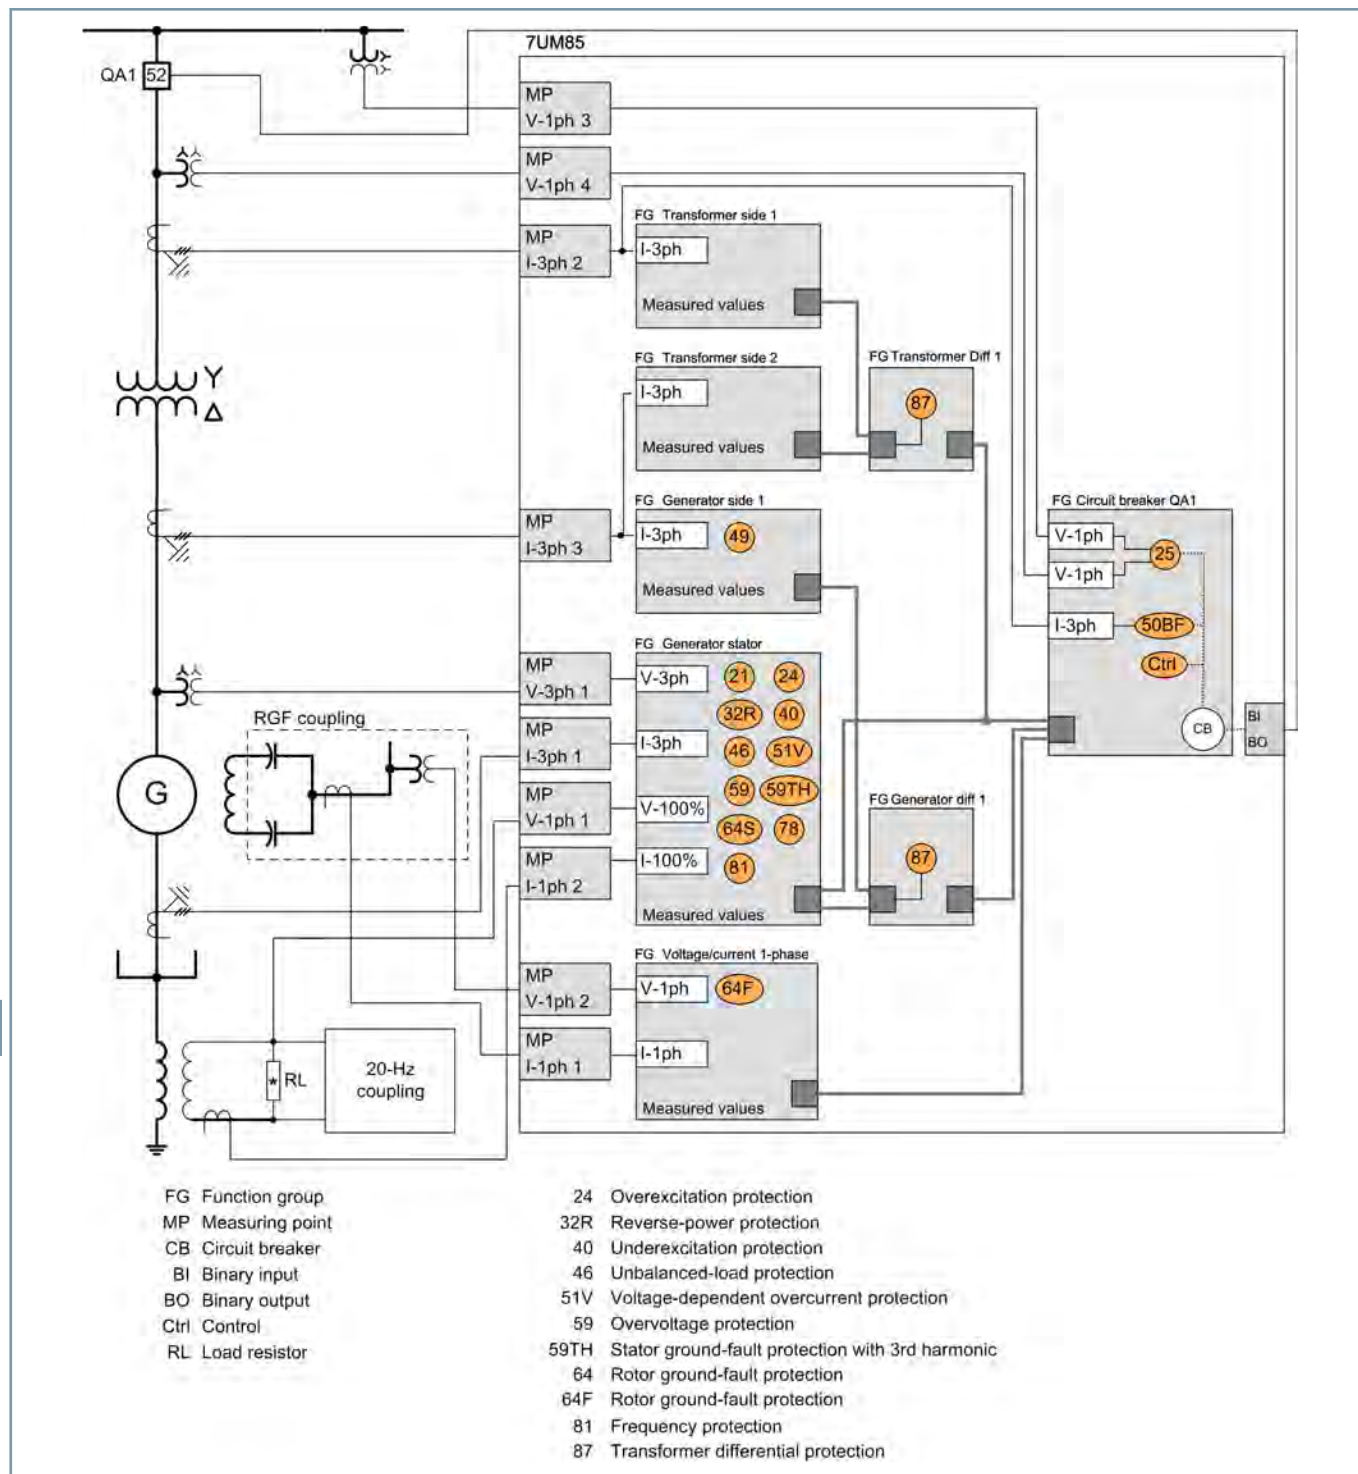 7UM85
QA1
52
MP
V-1ph 3
MP
V-1ph 4
MP
I-3ph 2
FG Transformer side 1
I-3ph
Measured values
FG Transformer side 2
I-3ph
Measured values
FG Transformer Diff 1
87
Y
Δ
MP
I-3ph 3
FG Generator side 1
I-3ph
49
Measured values
FG Circuit breaker QA1
V-1ph
V-1ph
25
I-3ph
50BF
Ctrl
CB
BI
BO
MP
V-3ph 1
MP
I-3ph 1
MP
V-1ph 1
MP
I-1ph 2
FG Generator stator
V-3ph
21
24
32R
40
I-3ph
46
51V
59
59TH
V-100%
64S
78
I-100%
81
Measured values
FG Generator diff 1
87
RGF coupling
G
FG Voltage/current 1-phase
MP
V-1ph 2
V-1ph
64F
MP
I-1ph 1
I-1ph
Measured values
* RL
20-Hz
coupling
FG Function group
MP Measuring point
CB Circuit breaker
BI Binary input
BO Binary output
Ctrl Control
RL Load resistor
24 Overexcitation protection
32R Reverse-power protection
40 Underexcitation protection
46 Unbalanced-load protection
51V Voltage-dependent overcurrent protection
59 Overvoltage protection
59TH Stator ground-fault protection with 3rd harmonic
64 Rotor ground-fault protection
64F Rotor ground-fault protection
81 Frequency protection
87 Transformer differential protection